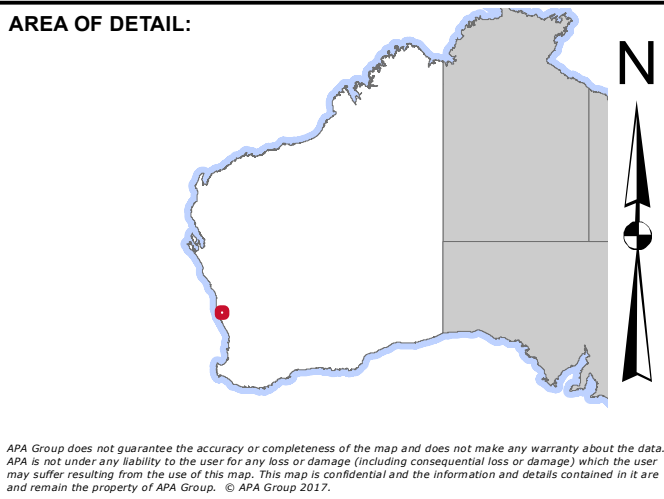 AREA OF DETAIL:
N
APA Group does not guarantee the accuracy or completeness of the map and does not make any warranty about the data.
APA is not under any liability to the user for any loss or damage (including consequential loss or damage) which the user
may suffer resulting from the use of this map. This map is confidential and the information and details contained in it are
and remain the property of APA Group. © APA Group 2017.